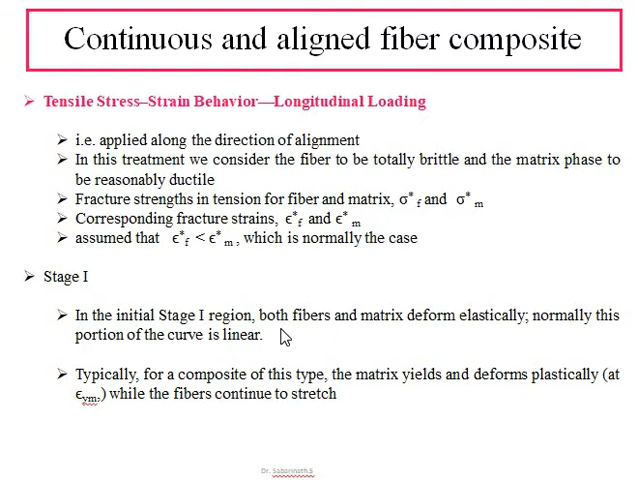 Continuous and aligned fiber composite
➢ Tensile Stress–Strain Behavior—Longitudinal Loading
➢ i.e. applied along the direction of alignment
➢ In this treatment we consider the fiber to be totally brittle and the matrix phase to
be reasonably ductile
➢ Fracture strengths in tension for fiber and matrix, σ* f and σ* m
➢ Corresponding fracture strains, ϵ*f and ϵ* m
➢ assumed that ϵ*f < ϵ* m, which is normally the case
➢ Stage I
➢ In the initial Stage I region, both fibers and matrix deform elastically; normally this
portion of the curve is linear.
➢ Typically, for a composite of this type, the matrix yields and deforms plastically (at
ϵym,) while the fibers continue to stretch
Dr. Sabarinath.S